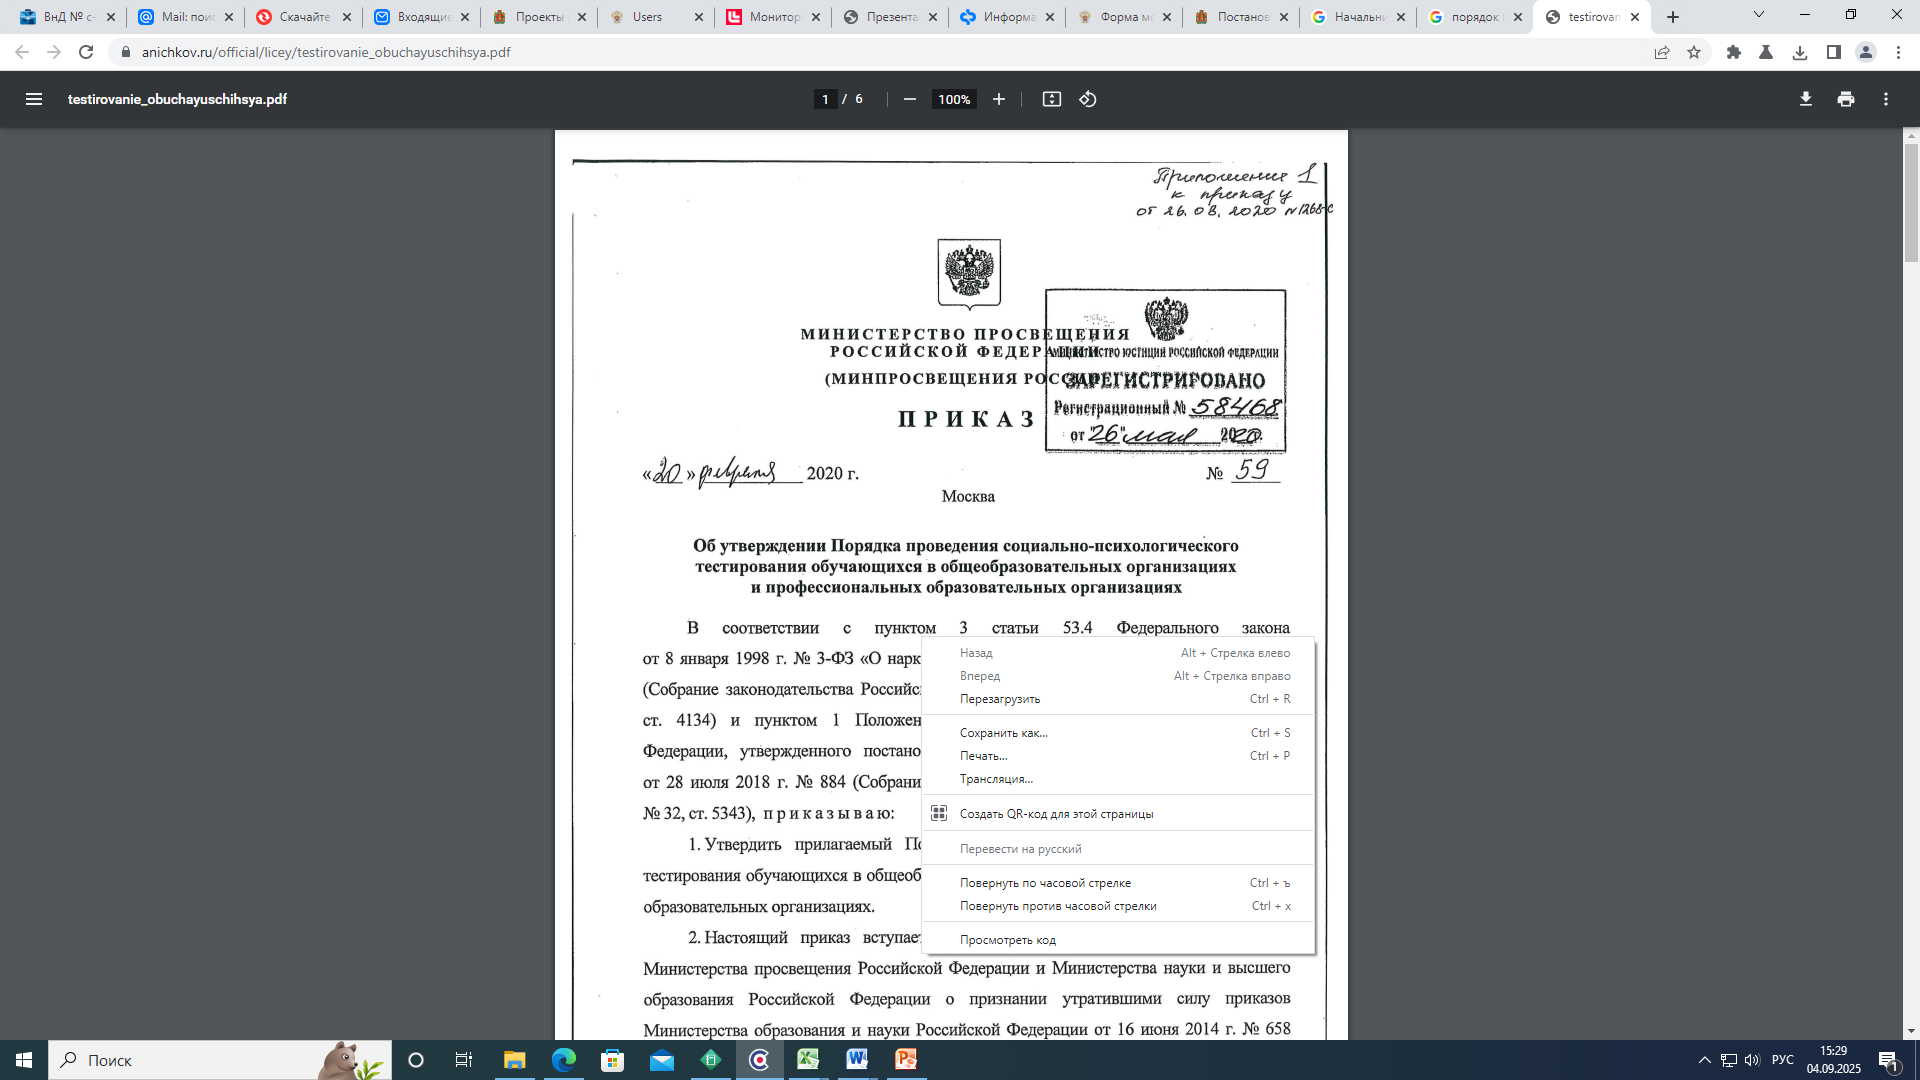 ВнД № с-
Mail: поис
Скачайте
Входящие
Проекты
Users
Монитор
Презента
Информа
Форма мо
Постанов
Начальни
порядок п
testirovan
anichkov.ru/official/licey/testirovanie_obuchayuschihsya.pdf
testirovanie_obuchayuschihsya.pdf
1 / 6
100%
Приложение 1
к приказу
от 26.08.2020 №1268-с
МИНИСТЕРСТВО ПРОСВЕЩЕНИЯ
РОССИЙСКОЙ ФЕДЕРАЦИИ
(МИНПРОСВЕЩЕНИЯ РОССИИ)
ПРИКАЗ
МИНИСТЕРСТВО ЮСТИЦИИ РОССИЙСКОЙ ФЕДЕРАЦИИ
ЗАРЕГИСТРИРОВАНО
Регистрационный № 58468
от "26" мая 2020 г.
«20» февраля 2020 г.
№ 59
Москва
Об утверждении Порядка проведения социально-психологического
тестирования обучающихся в общеобразовательных организациях
и профессиональных образовательных организациях
В соответствии с пунктом 3 статьи 53.4 Федерального закона
от 8 января 1998 г. № 3-ФЗ «О нарк
(Собрание законодательства Российс
ст. 4134) и пунктом 1 Положен
Федерации, утвержденного постано
от 28 июля 2018 г. № 884 (Собрани
№ 32, ст. 5343), п р и к а з ы в а ю:
1. Утвердить прилагаемый По
тестирования обучающихся в общеоб
образовательных организациях.
2. Настоящий приказ вступает
Министерства просвещения Российской Федерации и Министерства науки и высшего
образования Российской Федерации о признании утратившими силу приказов
Министерства образования и науки Российской Федерации от 16 июня 2014 г. № 658
Назад Alt + Стрелка влево
Вперед Alt + Стрелка вправо
Перезагрузить Ctrl + R
Сохранить как... Ctrl + S
Печать... Ctrl + P
Трансляция...
Создать QR-код для этой страницы
Перевести на русский
Повернуть по часовой стрелке Ctrl + ъ
Повернуть против часовой стрелки Ctrl + х
Просмотреть код
Поиск
РУС
15:29
04.09.2025
1